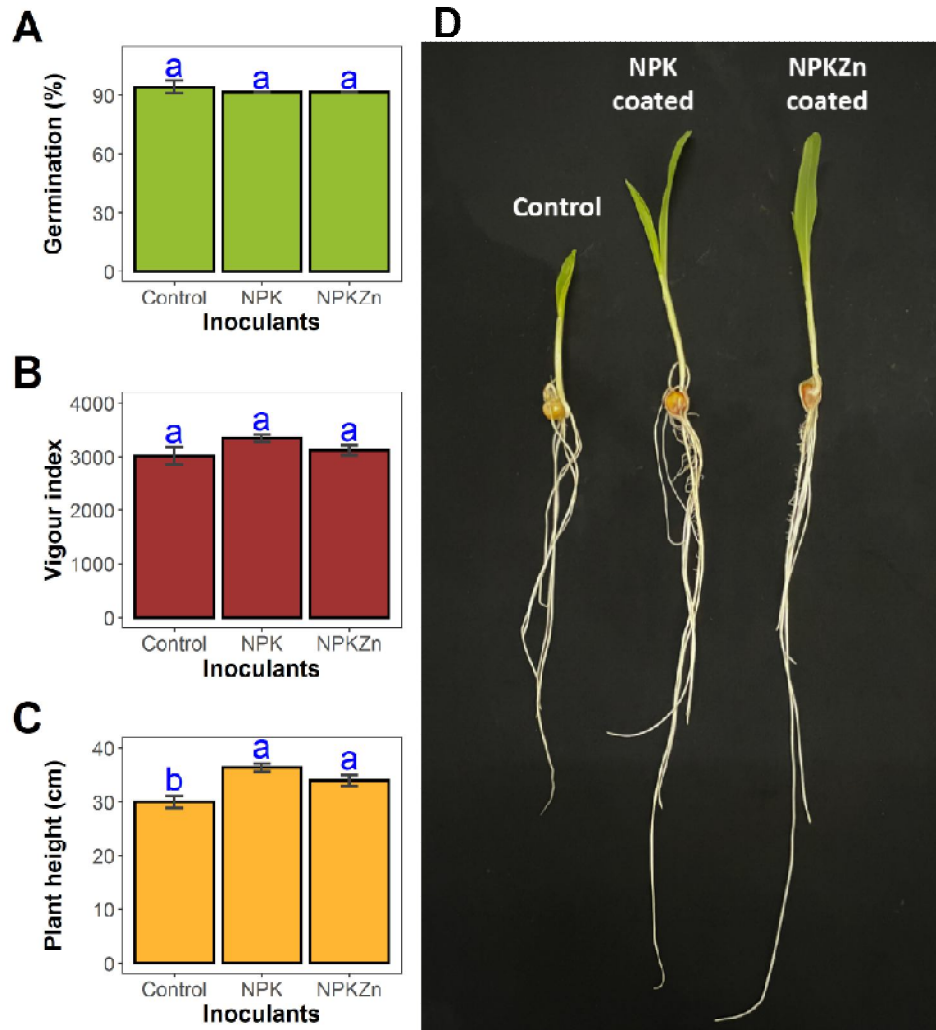 A
Germination (%)
90
60
30
0
a
a
a
Control
NPK
NPKZn
Inoculants
B
Vigour index
4000
3000
2000
1000
0
a
a
a
Control
NPK
NPKZn
Inoculants
C
Plant height (cm)
40
30
20
10
0
b
a
a
Control
NPK
NPKZn
Inoculants
D
Control
NPK
coated
NPKZn
coated